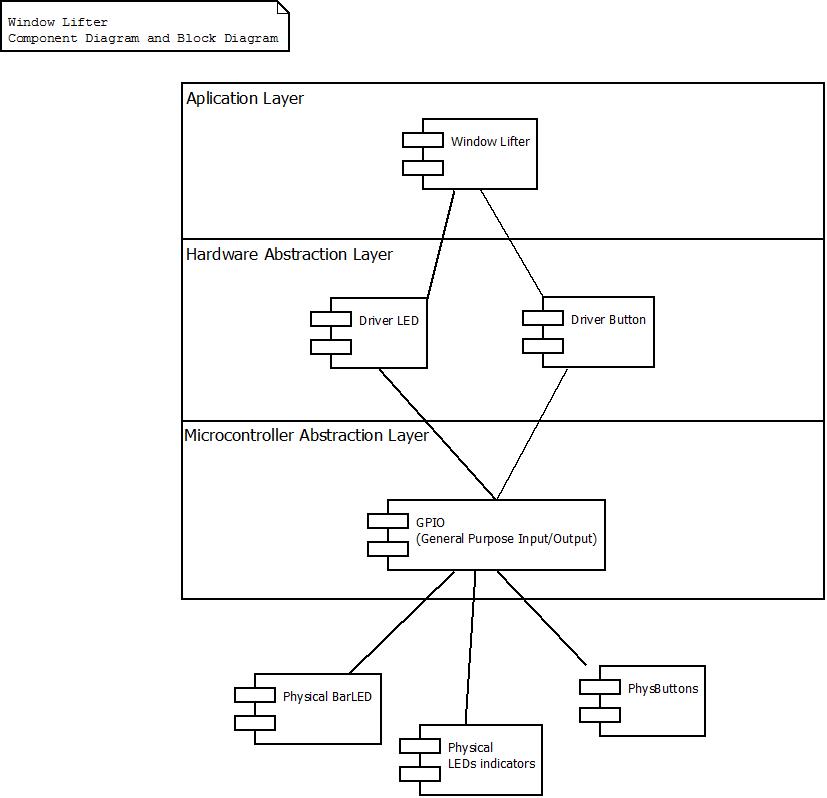 Window Lifter
Component Diagram and Block Diagram
Aplication Layer
Window Lifter
Hardware Abstraction Layer
Driver LED
Driver Button
Microcontroller Abstraction Layer
GPIO
(General Purpose Input/Output)
Physical BarLED
PhysButtons
Physical
LEDs indicators